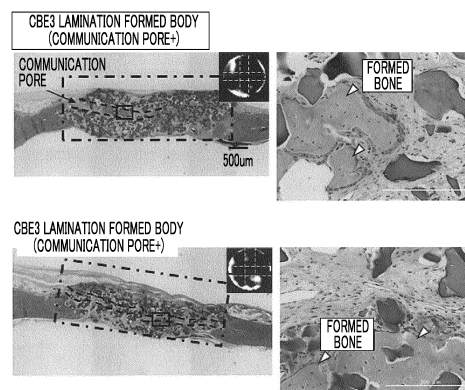 CBE3 LAMINATION FORMED BODY
(COMMUNICATION PORE+)
COMMUNICATION
PORE
500um
FORMED
BONE
CBE3 LAMINATION FORMED BODY
(COMMUNICATION PORE+)
FORMED
BONE